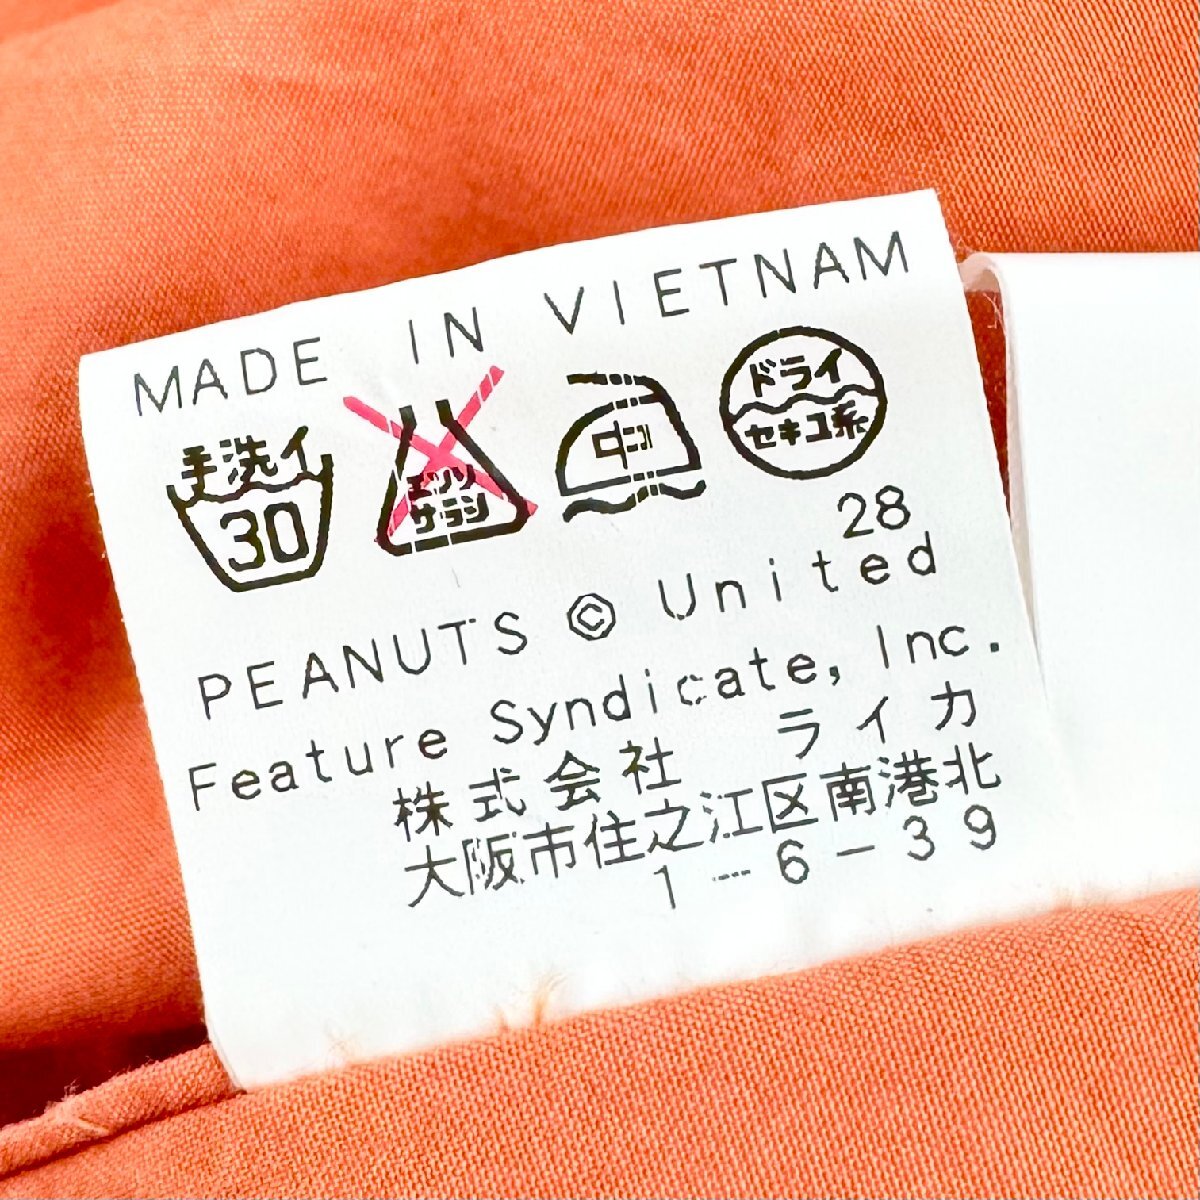 MADE IN VIETNAM
手洗イ
30
エンソ
サラシ
中
ドライ
セキユ系
28
PEANUTS © United
Feature Syndicate, Inc.
株式会社 ライカ
大阪市住之江区南港北
1-6-39